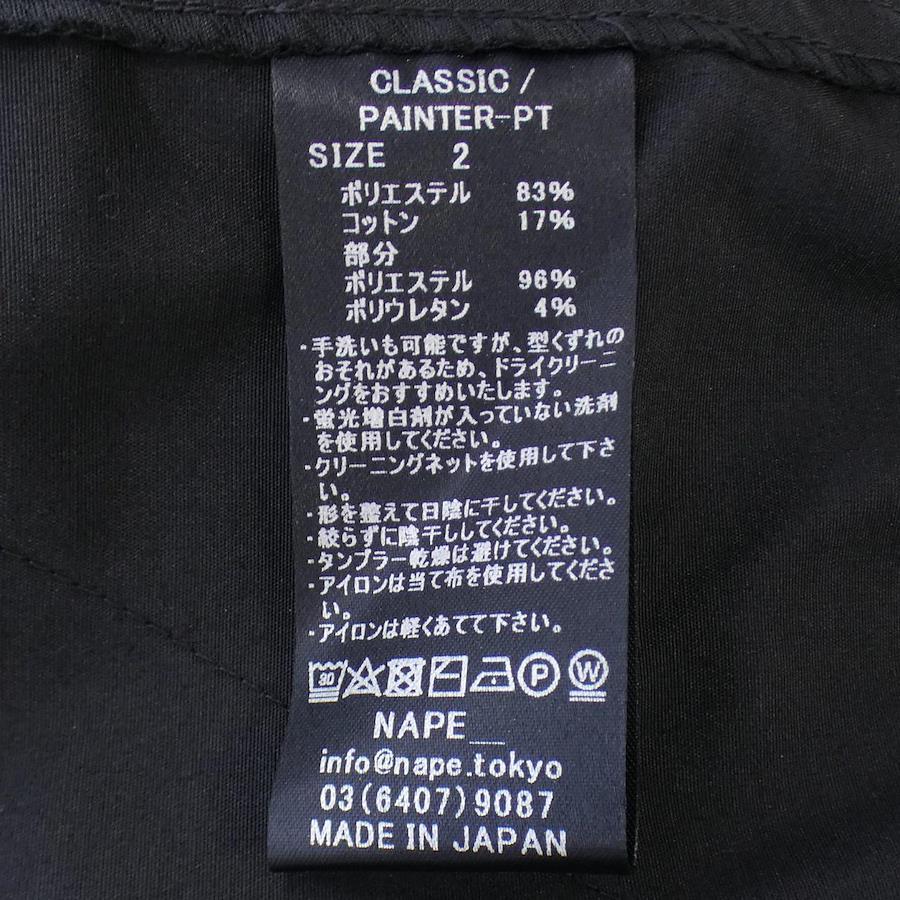 CLASSIC /
PAINTER-PT
SIZE 2
ポリエステル 83%
コットン 17%
部分
ポリエステル 96%
ポリウレタン 4%
・手洗いも可能ですが、型くずれの
おそれがあるため、ドライクリーニ
ングをおすすめいたします。
・蛍光増白剤が入っていない洗剤
を使用してください。
・クリーニングネットを使用して下さ
い。
・形を整えて日陰に干してください。
・絞らずに陰干ししてください。
・タンブラー乾燥は避けてください。
・アイロンは当て布を使用してくださ
い。
・アイロンは軽くあてて下さい。
30 P W
NAPE__
info@nape.tokyo
03(6407)9087
MADE IN JAPAN